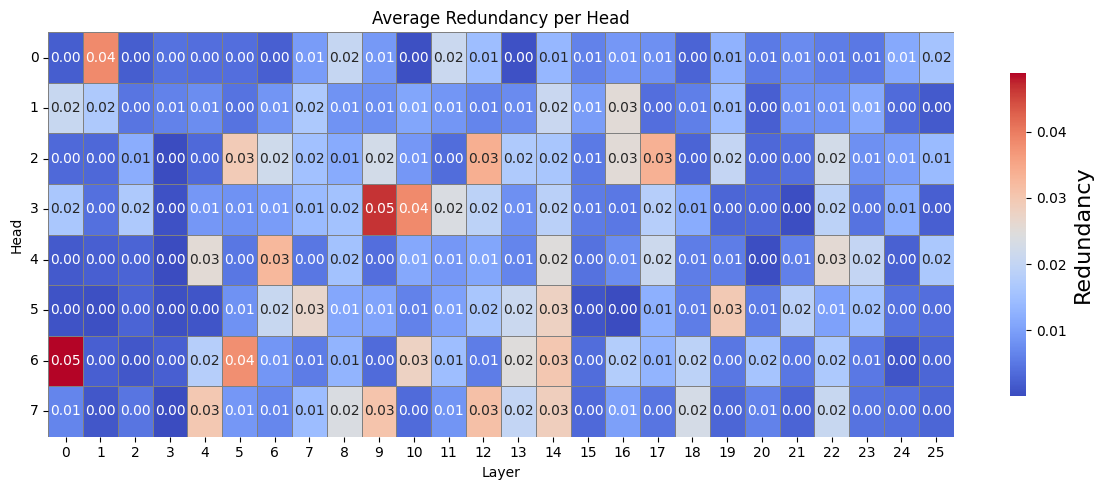 Average Redundancy per Head
0 0.00 0.04 0.00 0.00 0.00 0.00 0.00 0.01 0.02 0.01 0.00 0.02 0.01 0.00 0.01 0.01 0.01 0.01 0.00 0.01 0.00 0.01 0.01 0.00 0.01 0.02
1 0.02 0.02 0.00 0.01 0.01 0.00 0.01 0.02 0.01 0.01 0.01 0.01 0.01 0.01 0.02 0.01 0.03 0.00 0.01 0.01 0.00 0.01 0.01 0.01 0.00 0.00
2 0.00 0.00 0.01 0.00 0.00 0.03 0.02 0.02 0.01 0.02 0.01 0.00 0.03 0.02 0.02 0.01 0.03 0.03 0.00 0.02 0.00 0.00 0.02 0.01 0.01 0.01
3 0.02 0.00 0.02 0.00 0.01 0.01 0.01 0.01 0.02 0.05 0.04 0.02 0.02 0.01 0.02 0.01 0.01 0.02 0.01 0.00 0.00 0.00 0.02 0.00 0.01 0.00
4 0.00 0.00 0.00 0.00 0.03 0.00 0.03 0.00 0.02 0.00 0.01 0.01 0.01 0.01 0.02 0.00 0.01 0.02 0.01 0.01 0.00 0.01 0.03 0.02 0.00 0.02
5 0.00 0.00 0.00 0.00 0.00 0.01 0.02 0.03 0.01 0.01 0.01 0.01 0.02 0.02 0.03 0.00 0.00 0.01 0.01 0.03 0.01 0.02 0.01 0.02 0.00 0.00
6 0.05 0.00 0.00 0.00 0.02 0.04 0.01 0.01 0.01 0.00 0.03 0.01 0.01 0.02 0.03 0.00 0.02 0.01 0.02 0.00 0.02 0.00 0.02 0.01 0.00 0.00
7 0.01 0.00 0.00 0.00 0.03 0.01 0.01 0.01 0.02 0.03 0.00 0.01 0.03 0.02 0.03 0.00 0.01 0.00 0.02 0.00 0.01 0.00 0.02 0.00 0.00 0.00
0 1 2 3 4 5 6 7 8 9 10 11 12 13 14 15 16 17 18 19 20 21 22 23 24 25
Layer
Head
0.04
0.03
0.02
0.01
Redundancy